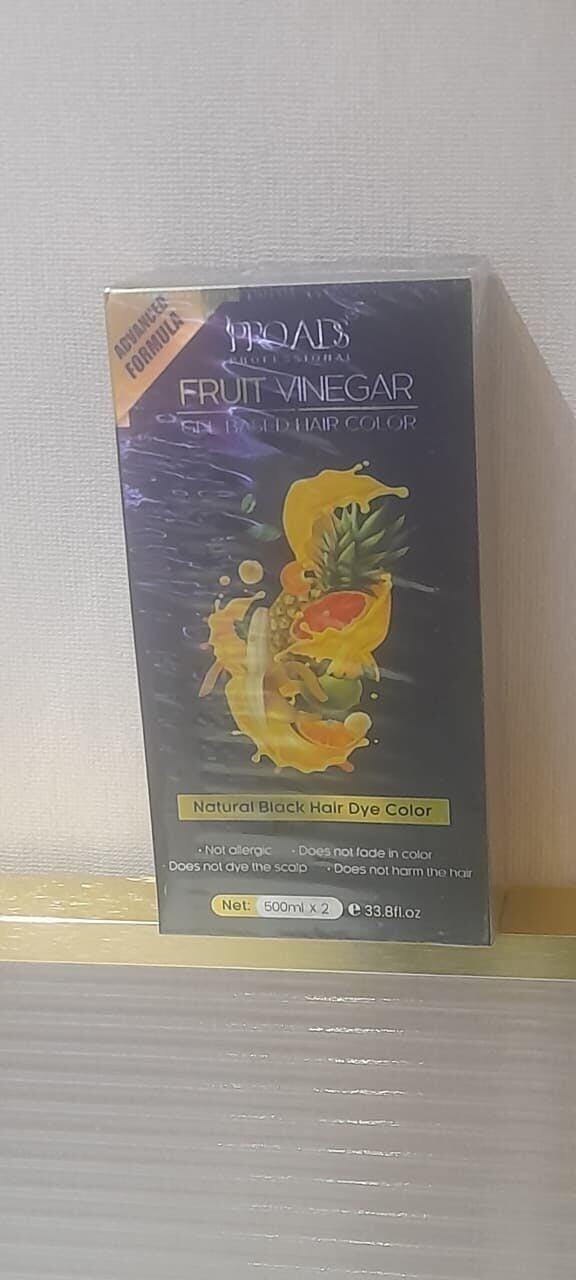 ADVANCED
FORMULA
PROADS
PROFESSIONAL
FRUIT VINEGAR
GEL BASED HAIR COLOR
Natural Black Hair Dye Color
• Not allergic • Does not fade in color
• Does not dye the scalp • Does not harm the hair
Net: 500ml X 2 e 33.8fl.oz